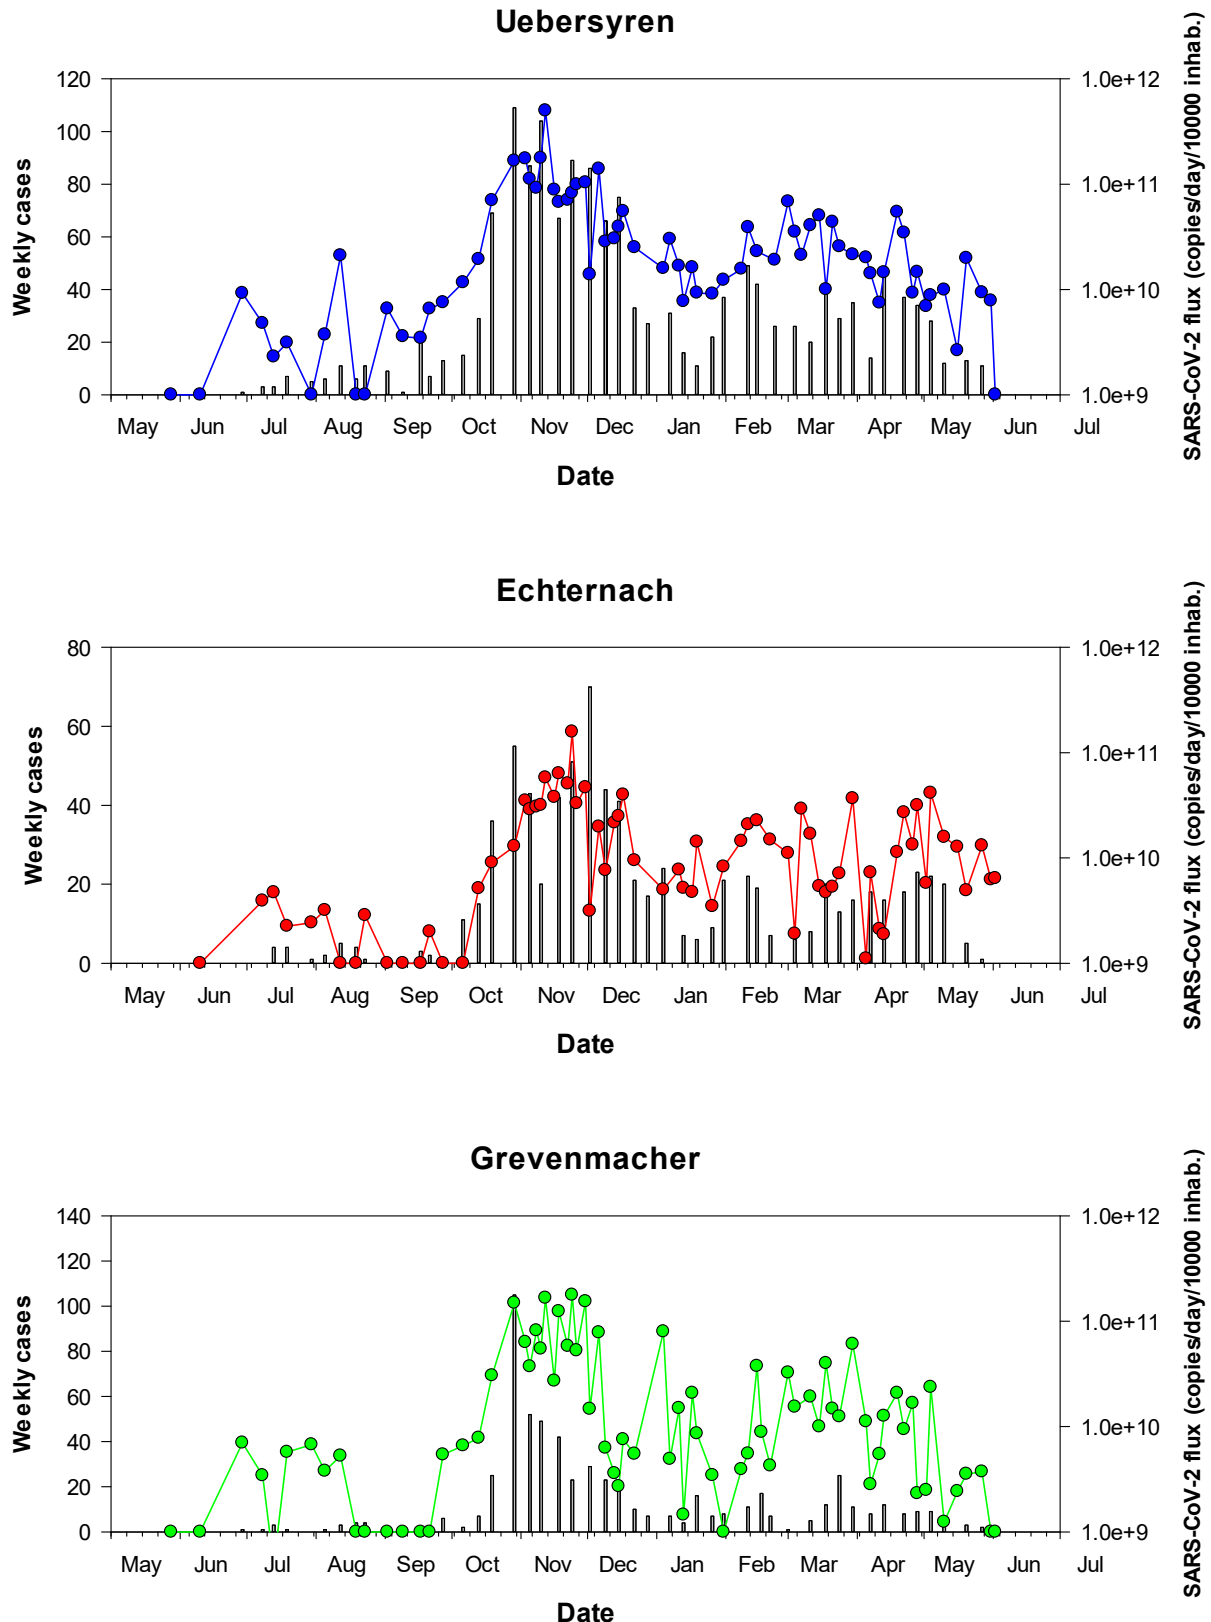 Uebersyren
120
100
80
60
40
20
0
Weekly cases
1.0e+12
1.0e+11
1.0e+10
1.0e+9
SARS-CoV-2 flux (copies/day/10000 inhab.)
May Jun Jul Aug Sep Oct Nov Dec Jan Feb Mar Apr May Jun Jul
Date
Echternach
80
60
40
20
0
Weekly cases
1.0e+12
1.0e+11
1.0e+10
1.0e+9
SARS-CoV-2 flux (copies/day/10000 inhab.)
May Jun Jul Aug Sep Oct Nov Dec Jan Feb Mar Apr May Jun Jul
Date
Grevenmacher
140
120
100
80
60
40
20
0
Weekly cases
1.0e+12
1.0e+11
1.0e+10
1.0e+9
SARS-CoV-2 flux (copies/day/10000 inhab.)
May Jun Jul Aug Sep Oct Nov Dec Jan Feb Mar Apr May Jun Jul
Date